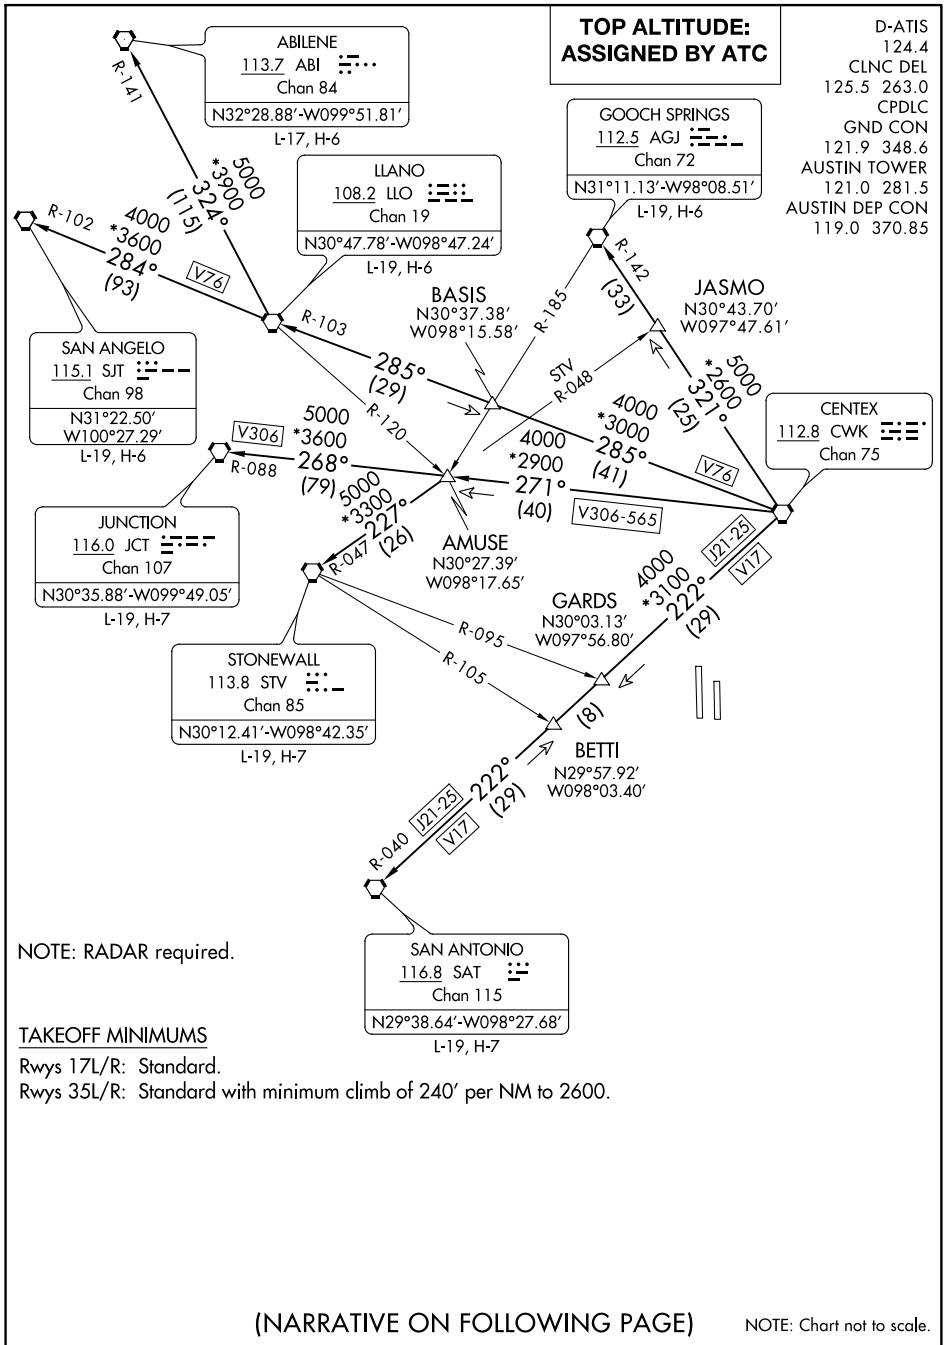 TOP ALTITUDE:
ASSIGNED BY ATC
D-ATIS
124.4
CLNC DEL
125.5 263.0
CPDLC
GND CON
121.9 348.6
AUSTIN TOWER
121.0 281.5
AUSTIN DEP CON
119.0 370.85
ABILENE
113.7 ABI
Chan 84
N32°28.88'-W099°51.81'
L-17, H-6
R-141
5000
*3900
324°
(115)
GOOCH SPRINGS
112.5 AGJ
Chan 72
N31°11.13'-W98°08.51'
L-19, H-6
LLANO
108.2 LLO
Chan 19
N30°47.78'-W098°47.24'
L-19, H-6
R-102
4000
*3600
284°
(93)
V76
R-142
(33)
JASMO
N30°43.70'
W097°47.61'
R-185
BASIS
N30°37.38'
W098°15.58'
R-103
285°
(29)
R-120
SAN ANGELO
115.1 SJT
Chan 98
N31°22.50'
W100°27.29'
L-19, H-6
STV
R-048
5000
*2600
321°
(25)
CENTEX
112.8 CWK
Chan 75
4000
*3000
285°
(41)
V76
V306
5000
*3600
268°
(79)
R-088
4000
*2900
271°
(40)
V306-565
5000
*3300
227°
(26)
R-047
JUNCTION
116.0 JCT
Chan 107
N30°35.88'-W099°49.05'
L-19, H-7
AMUSE
N30°27.39'
W098°17.65'
J21-25
V17
4000
*3100
222°
(29)
GARDS
N30°03.13'
W097°56.80'
R-095
R-105
STONEWALL
113.8 STV
Chan 85
N30°12.41'-W098°42.35'
L-19, H-7
(8)
BETTI
N29°57.92'
W098°03.40'
222°
(29)
J21-25
V17
R-040
SAN ANTONIO
116.8 SAT
Chan 115
N29°38.64'-W098°27.68'
L-19, H-7
NOTE: RADAR required.
TAKEOFF MINIMUMS
Rwys 17L/R: Standard.
Rwys 35L/R: Standard with minimum climb of 240' per NM to 2600.
(NARRATIVE ON FOLLOWING PAGE)
NOTE: Chart not to scale.